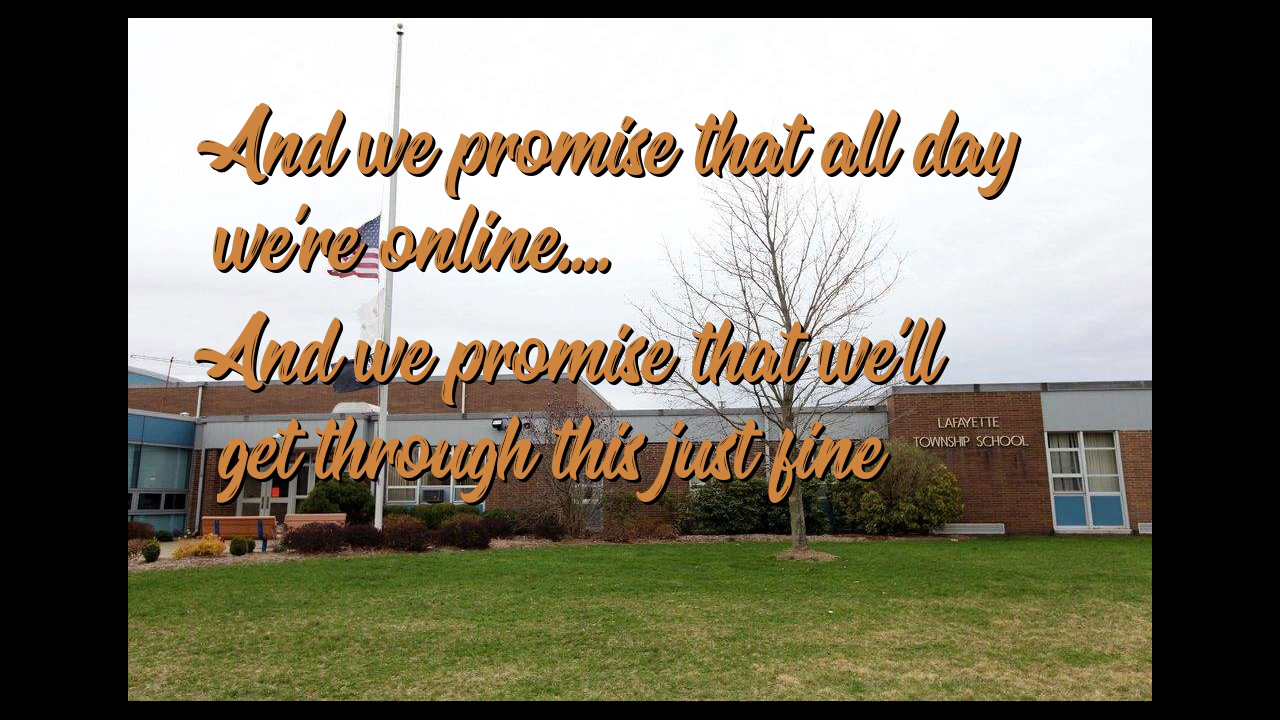 And we promise that all day
we're online....
And we promise that we'll
get through this just fine
LAFAYETTE
TOWNSHIP SCHOOL